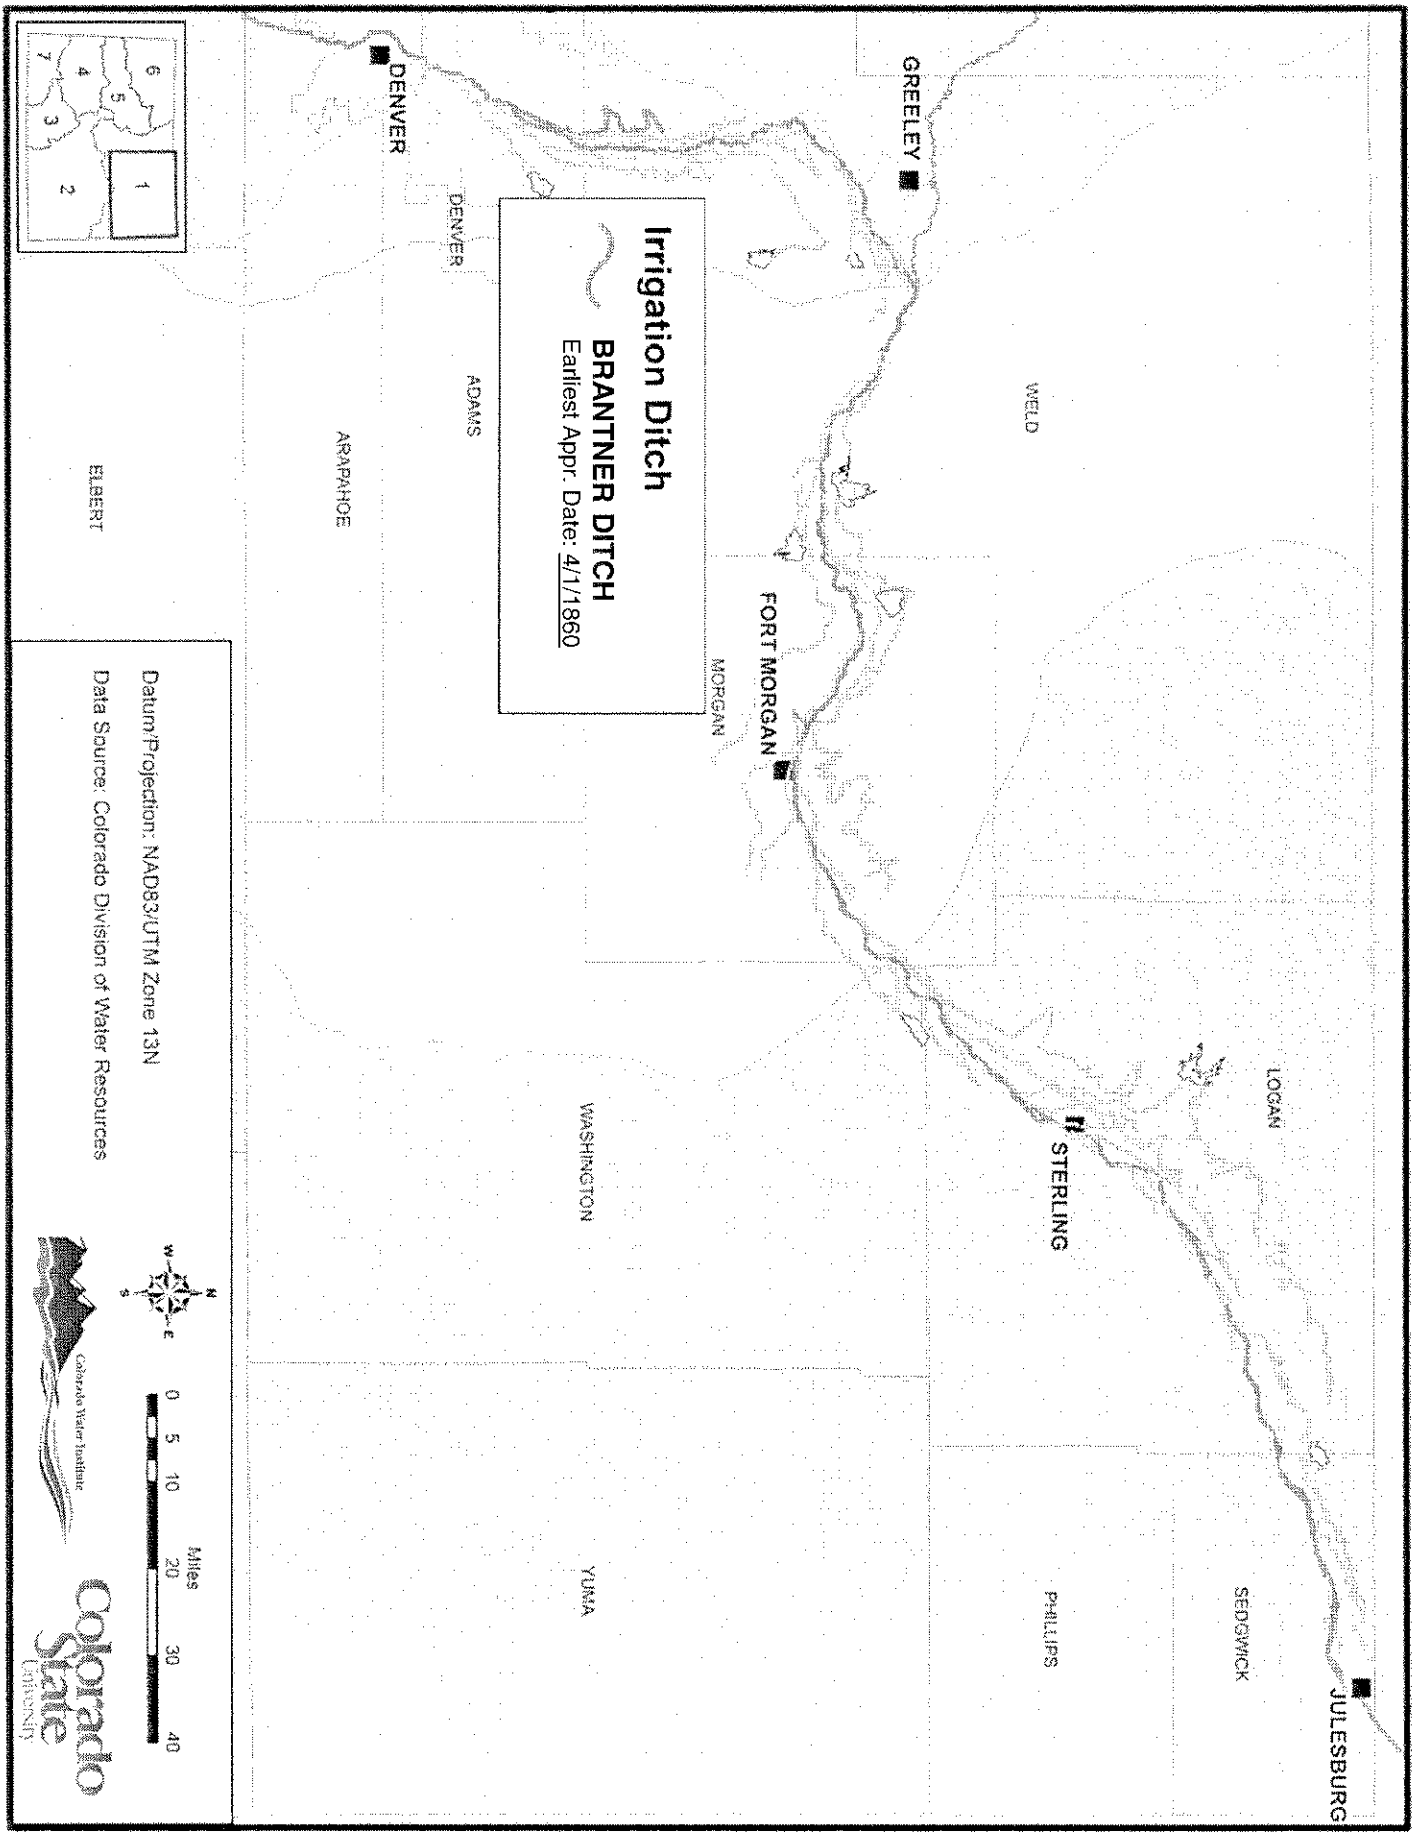 GREELEY
WELD
LOGAN
SEDGWICK
JULESBURG
STERLING
PHILLIPS
FORT MORGAN
MORGAN
DENVER
DENVER
ADAMS
ARAPAHOE
ELBERT
WASHINGTON
YUMA
Irrigation Ditch
BRANTNER DITCH
Earliest Appr. Date: 4/1/1860
6
5
4
7
3
1
2
Datum/Projection: NAD83/UTM Zone 13N
Data Source: Colorado Division of Water Resources
N
W
E
S
Miles
0 5 10 20 30 40
Colorado Water Institute
Colorado
State
University